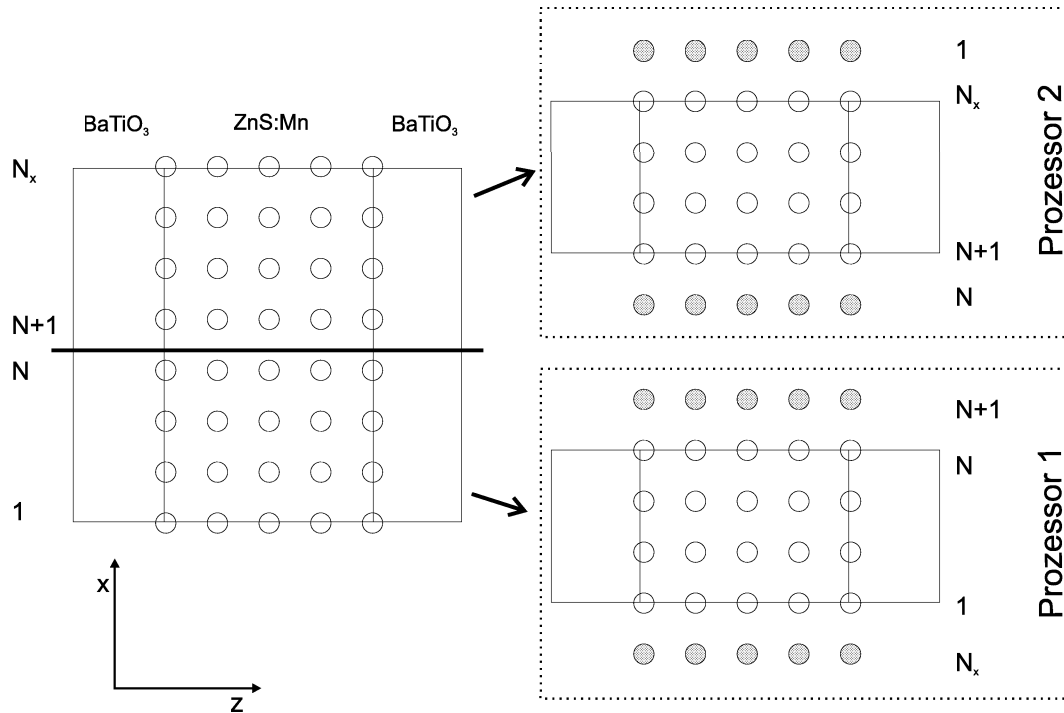 BaTiO₃ ZnS:Mn BaTiO₃
Nₓ
N+1
N
1
x
z
1
Nₓ
N+1
N
Prozessor 2
N+1
N
1
Nₓ
Prozessor 1